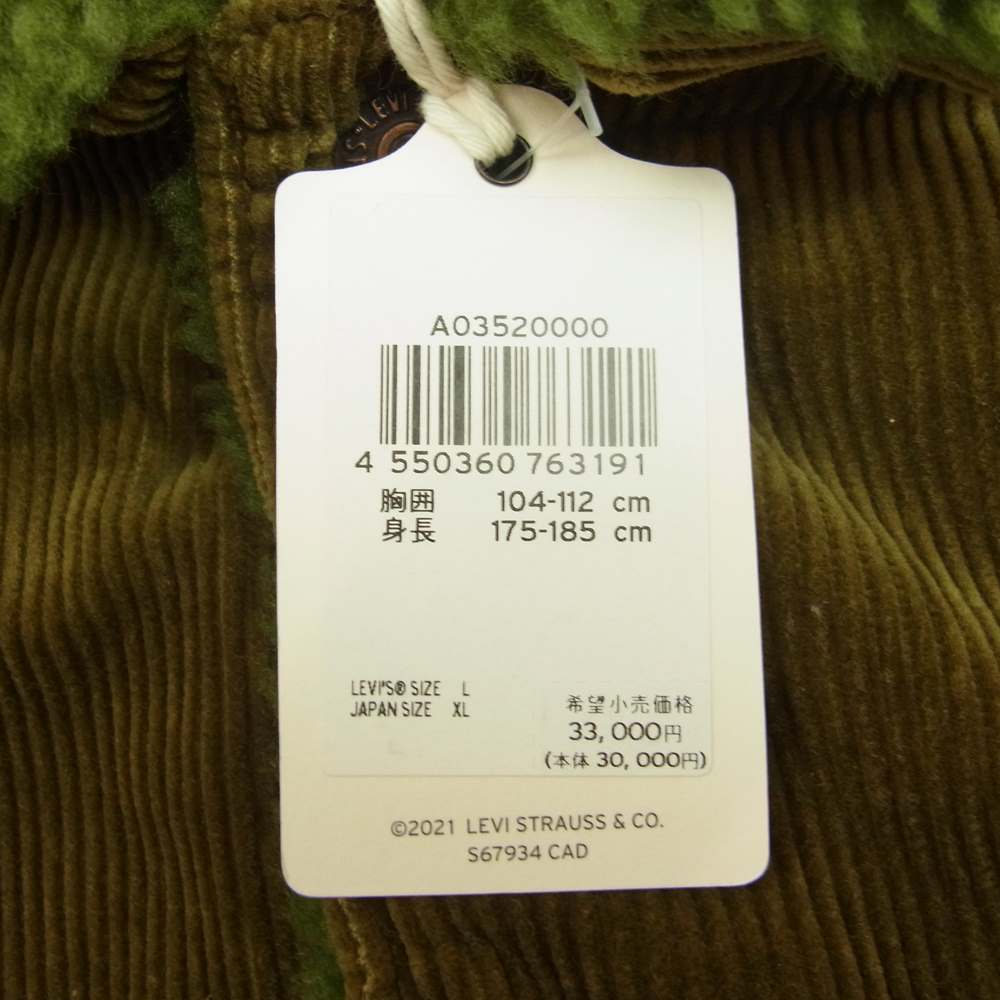 S-LEVI
A03520000
4 550360 763191
胸囲 104-112 cm
身長 175-185 cm
LEVI'S® SIZE L
JAPAN SIZE XL
希望小売価格
33,000円
(本体 30,000円)
©2021 LEVI STRAUSS & CO.
S67934 CAD